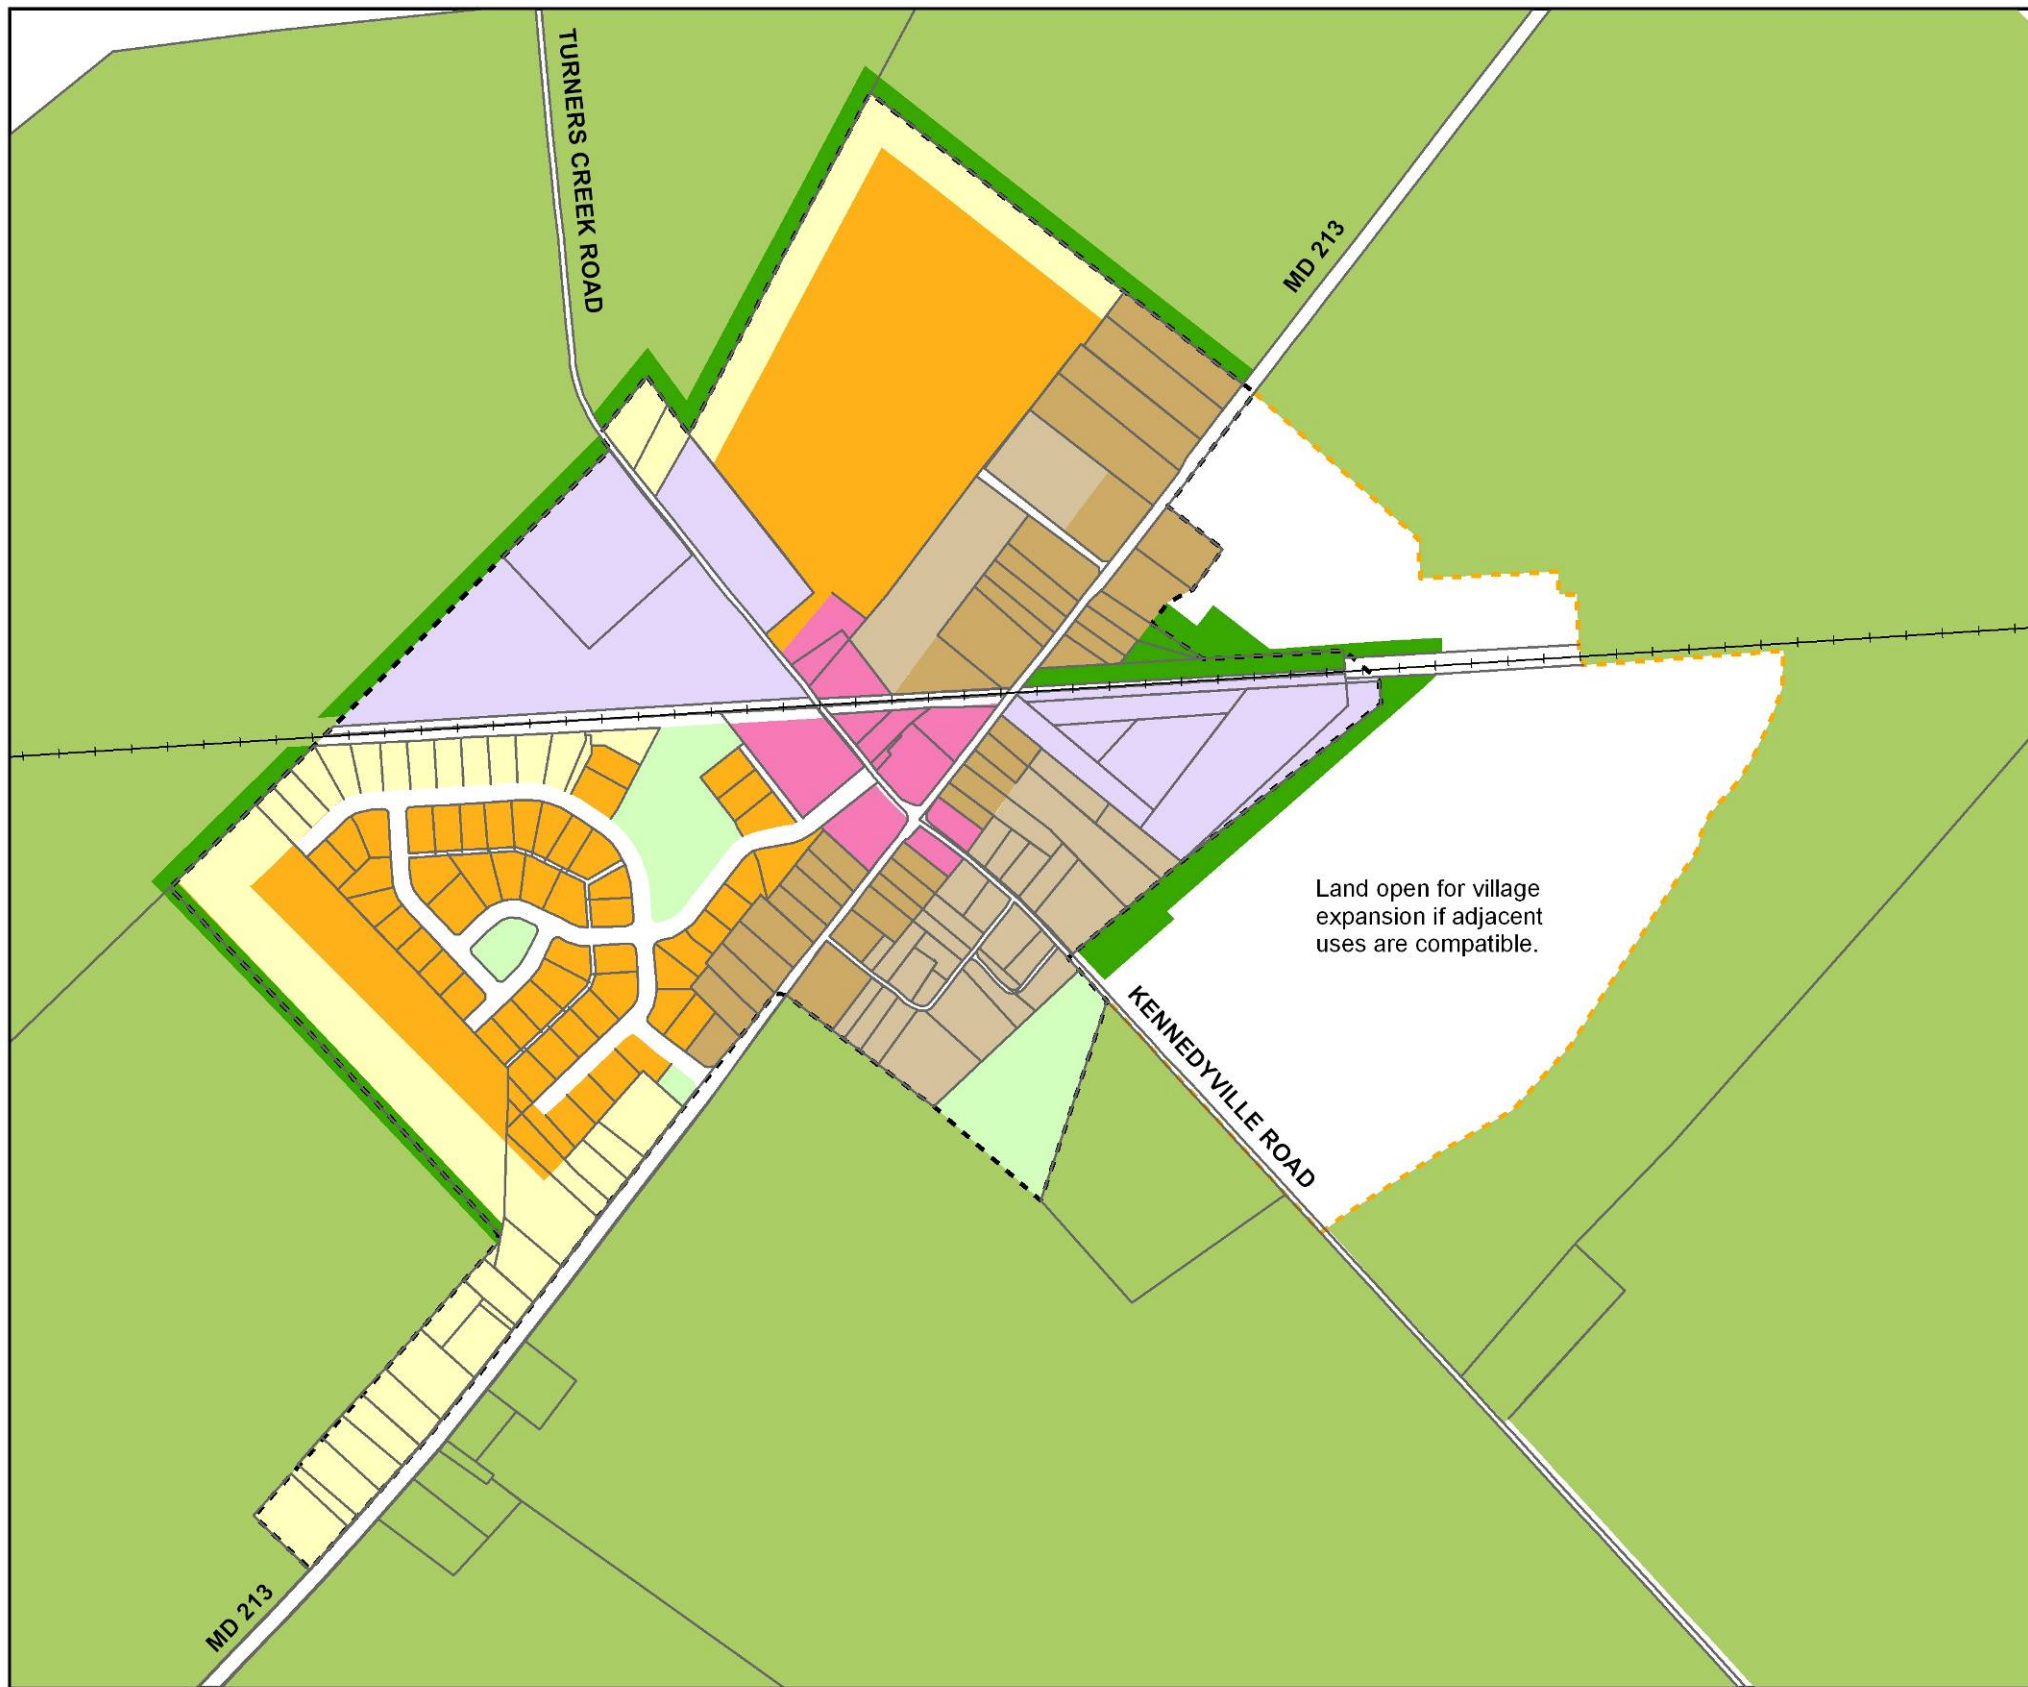 TURNERS CREEK ROAD
MD 213
Land open for village
expansion if adjacent
uses are compatible.
KENNEDYVILLE ROAD
MD 213